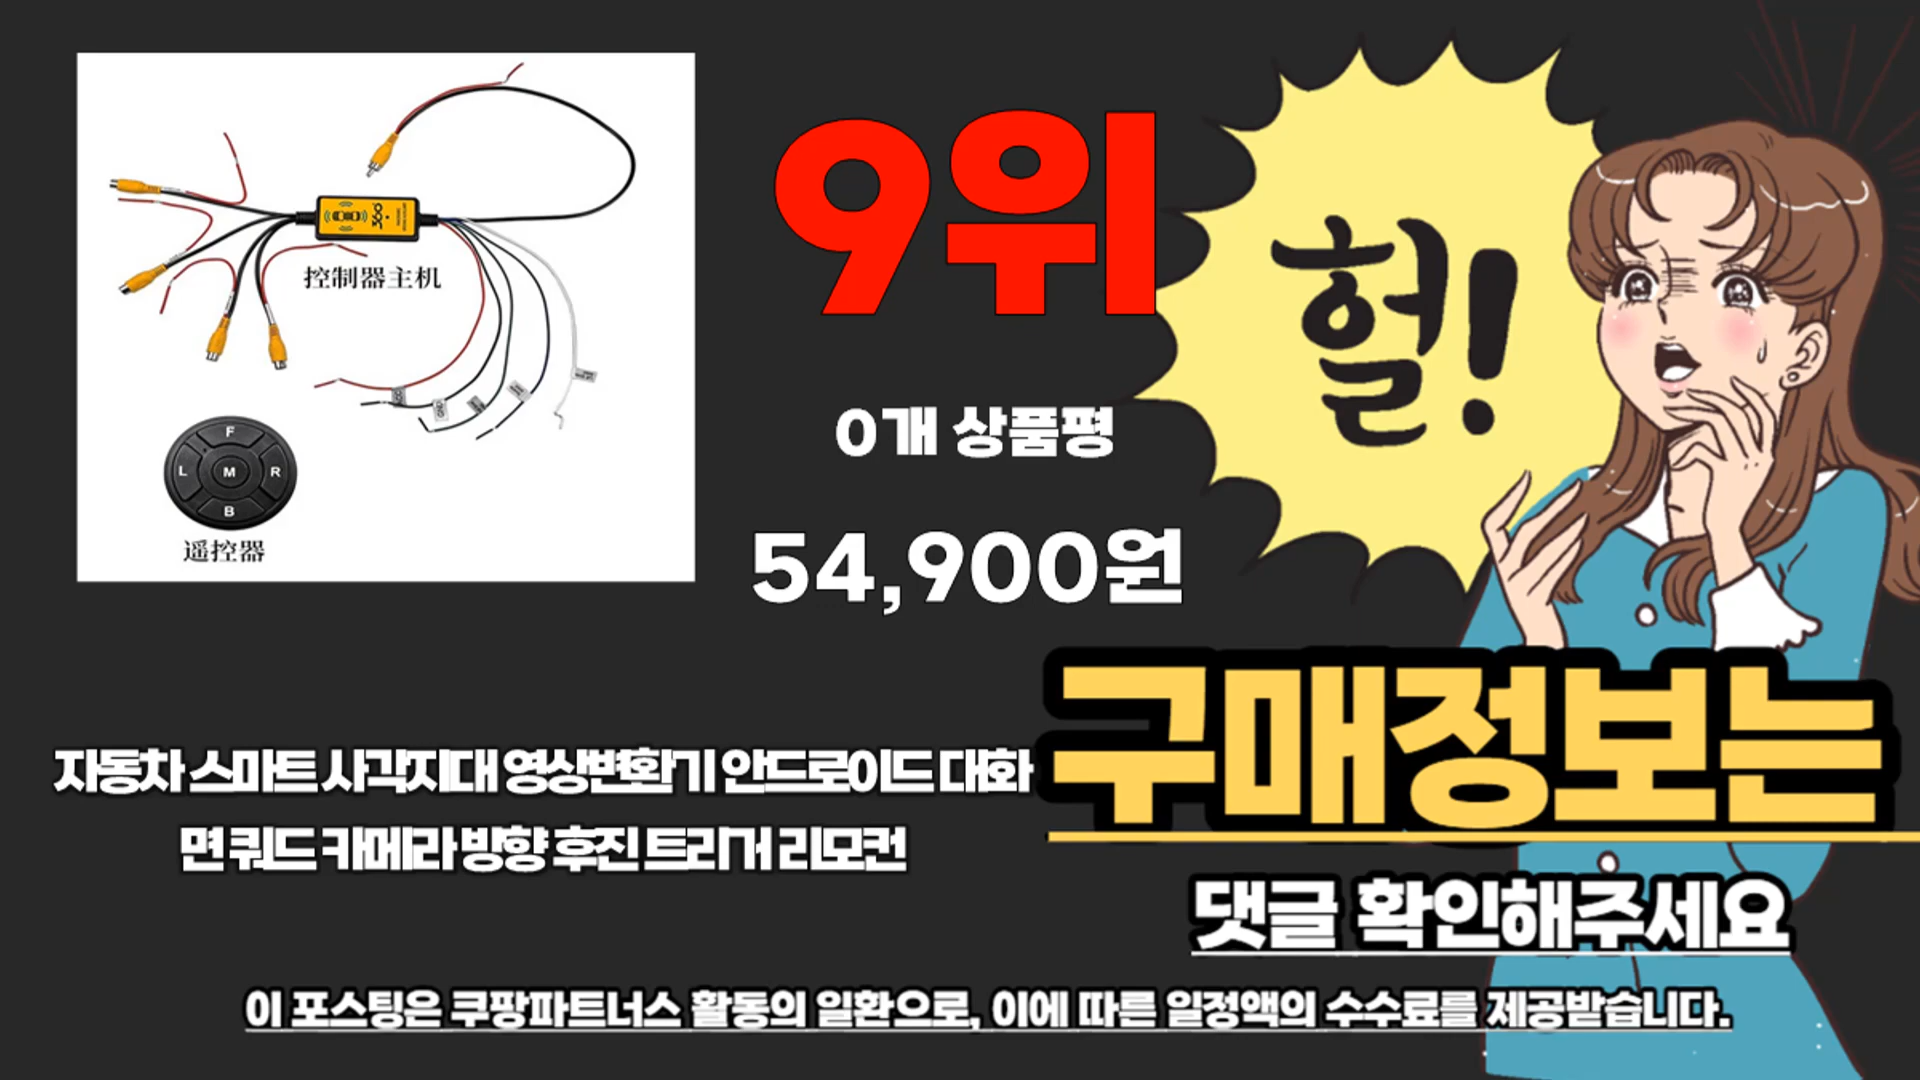 9위
헐!
360°
控制器主机
VDD
GND
F
L M R
B
遥控器
0개 상품평
54,900원
구매정보는
자동차 스마트 사각지대 영상변환기 안드로이드 대화
면 쿼드 카메라 방향 후진 트리거 리모컨
댓글 확인해주세요
이 포스팅은 쿠팡파트너스 활동의 일환으로, 이에 따른 일정액의 수수료를 제공받습니다.